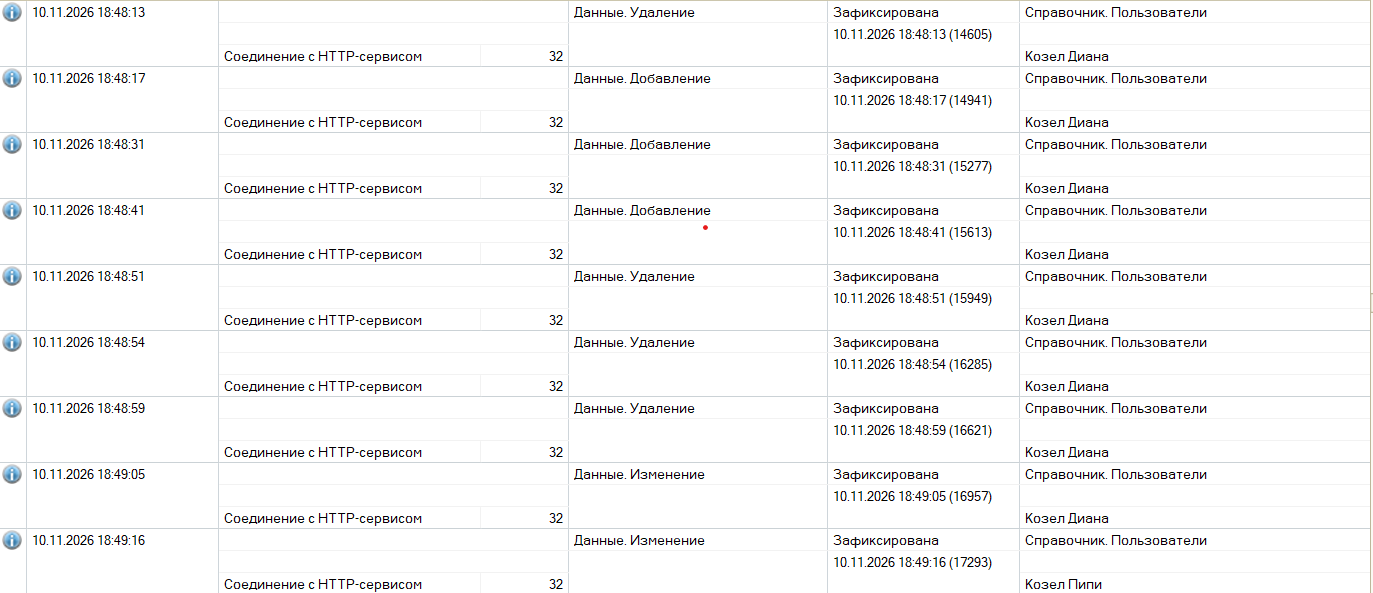 10.11.2026 18:48:13 Данные. Удаление Зафиксирована Справочник. Пользователи
10.11.2026 18:48:13 (14605)
Соединение с HTTP-сервисом 32 Козел Диана
10.11.2026 18:48:17 Данные. Добавление Зафиксирована Справочник. Пользователи
10.11.2026 18:48:17 (14941)
Соединение с HTTP-сервисом 32 Козел Диана
10.11.2026 18:48:31 Данные. Добавление Зафиксирована Справочник. Пользователи
10.11.2026 18:48:31 (15277)
Соединение с HTTP-сервисом 32 Козел Диана
10.11.2026 18:48:41 Данные. Добавление Зафиксирована Справочник. Пользователи
10.11.2026 18:48:41 (15613)
Соединение с HTTP-сервисом 32 Козел Диана
10.11.2026 18:48:51 Данные. Удаление Зафиксирована Справочник. Пользователи
10.11.2026 18:48:51 (15949)
Соединение с HTTP-сервисом 32 Козел Диана
10.11.2026 18:48:54 Данные. Удаление Зафиксирована Справочник. Пользователи
10.11.2026 18:48:54 (16285)
Соединение с HTTP-сервисом 32 Козел Диана
10.11.2026 18:48:59 Данные. Удаление Зафиксирована Справочник. Пользователи
10.11.2026 18:48:59 (16621)
Соединение с HTTP-сервисом 32 Козел Диана
10.11.2026 18:49:05 Данные. Изменение Зафиксирована Справочник. Пользователи
10.11.2026 18:49:05 (16957)
Соединение с HTTP-сервисом 32 Козел Диана
10.11.2026 18:49:16 Данные. Изменение Зафиксирована Справочник. Пользователи
10.11.2026 18:49:16 (17293)
Соединение с HTTP-сервисом 32 Козел Пипи